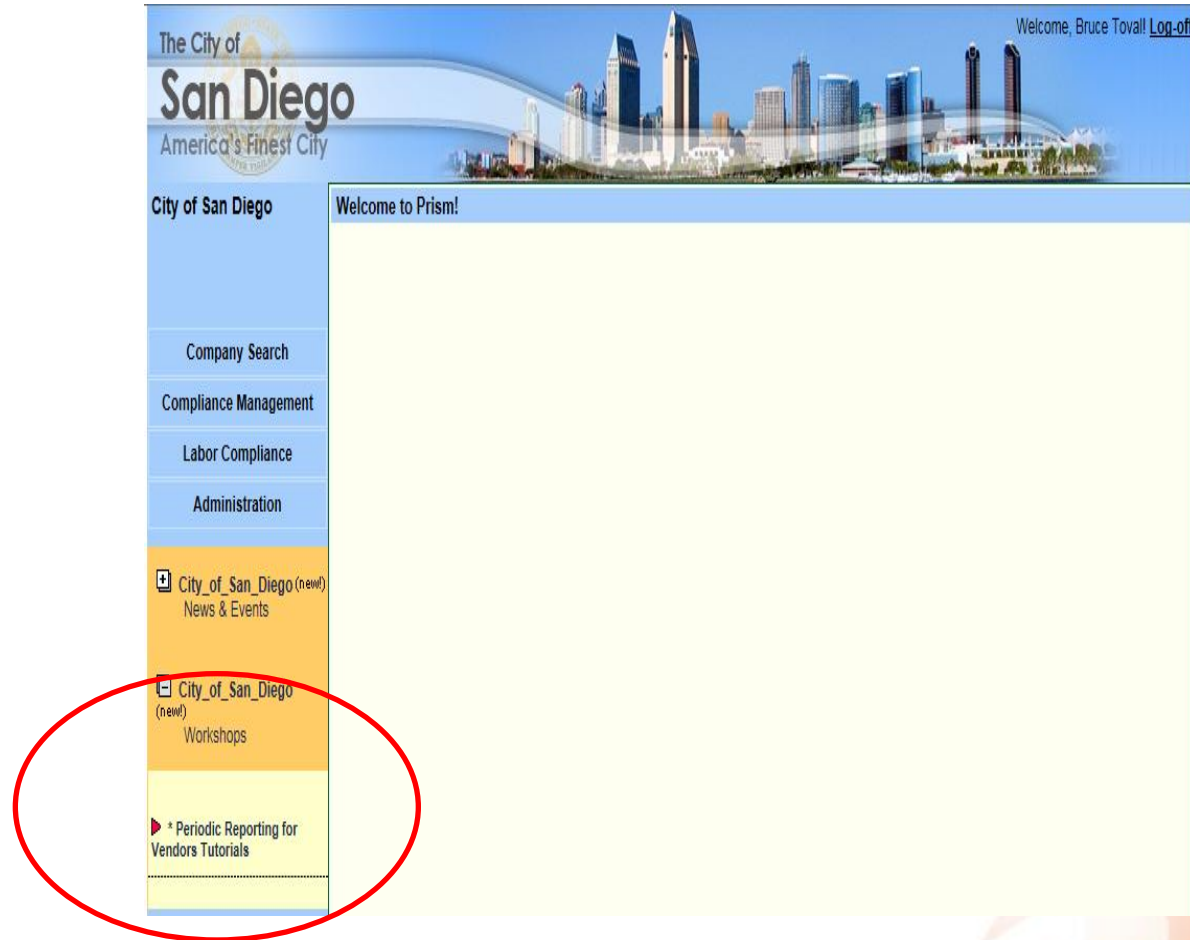 The City of
San Diego
America's Finest City
Welcome, Bruce Toval! Log-off
City of San Diego
Welcome to Prism!
Company Search
Compliance Management
Labor Compliance
Administration
City_of_San_Diego (new!)
News & Events
City_of_San_Diego
(new!)
Workshops
* Periodic Reporting for
Vendors Tutorials